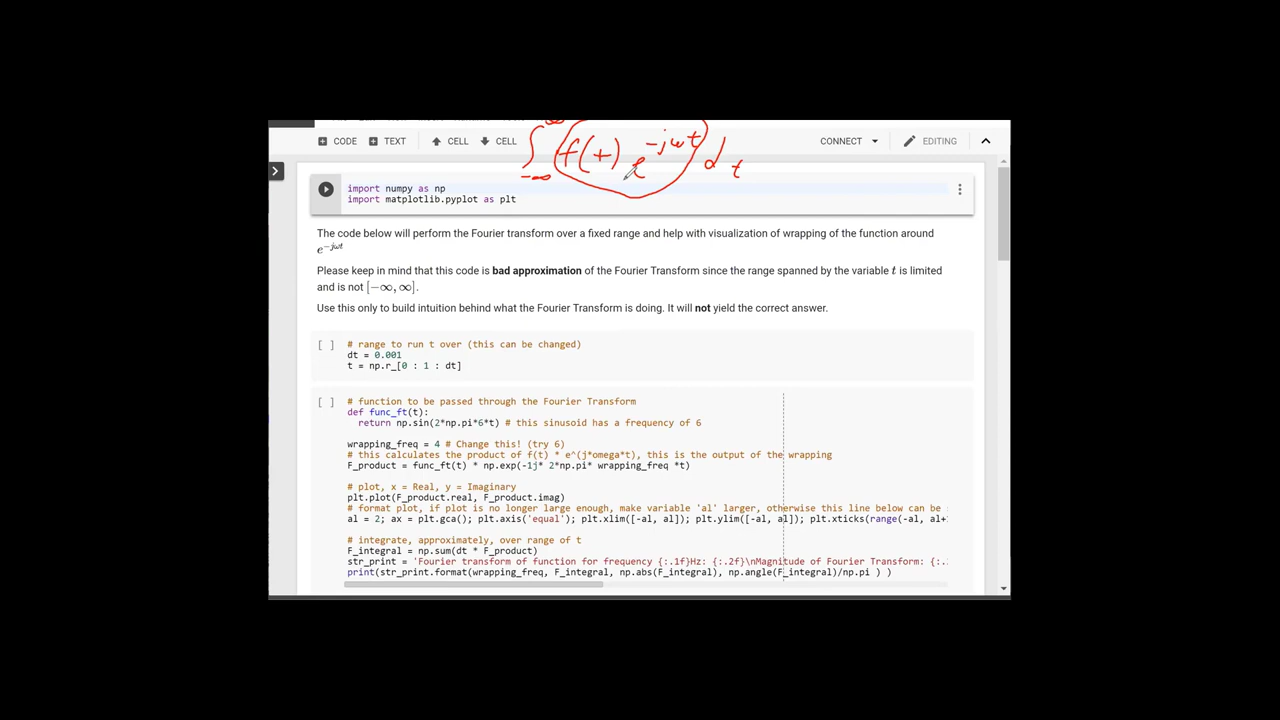 CODE TEXT CELL CELL CONNECT EDITING
∫ -∞ ∞ f(t) e^-jωt dt
import numpy as np
import matplotlib.pyplot as plt
The code below will perform the Fourier transform over a fixed range and help with visualization of wrapping of the function around
e^−jωt
Please keep in mind that this code is bad approximation of the Fourier Transform since the range spanned by the variable t is limited
and is not [−∞, ∞].
Use this only to build intuition behind what the Fourier Transform is doing. It will not yield the correct answer.
[ ] # range to run t over (this can be changed)
dt = 0.001
t = np.r_[0 : 1 : dt]
[ ] # function to be passed through the Fourier Transform
def func_ft(t):
return np.sin(2*np.pi*6*t) # this sinusoid has a frequency of 6
wrapping_freq = 4 # Change this! (try 6)
# this calculates the product of f(t) * e^(j*omega*t), this is the output of the wrapping
F_product = func_ft(t) * np.exp(-1j* 2*np.pi* wrapping_freq *t)
# plot, x = Real, y = Imaginary
plt.plot(F_product.real, F_product.imag)
# format plot, if plot is no longer large enough, make variable 'al' larger, otherwise this line below can be
al = 2; ax = plt.gca(); plt.axis('equal'); plt.xlim([-al, al]); plt.ylim([-al, al]); plt.xticks(range(-al, al+
# integrate, approximately, over range of t
F_integral = np.sum(dt * F_product)
str_print = 'Fourier transform of function for frequency {:.1f}Hz: {:.2f}\nMagnitude of Fourier Transform: {:.
print(str_print.format(wrapping_freq, F_integral, np.abs(F_integral), np.angle(F_integral)/np.pi ) )